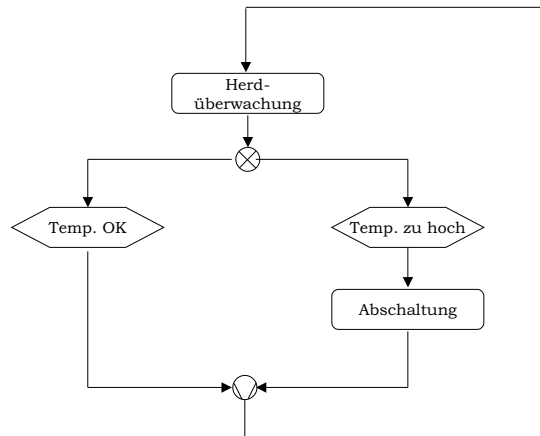 Herd-
überwachung
Temp. OK
Temp. zu hoch
Abschaltung